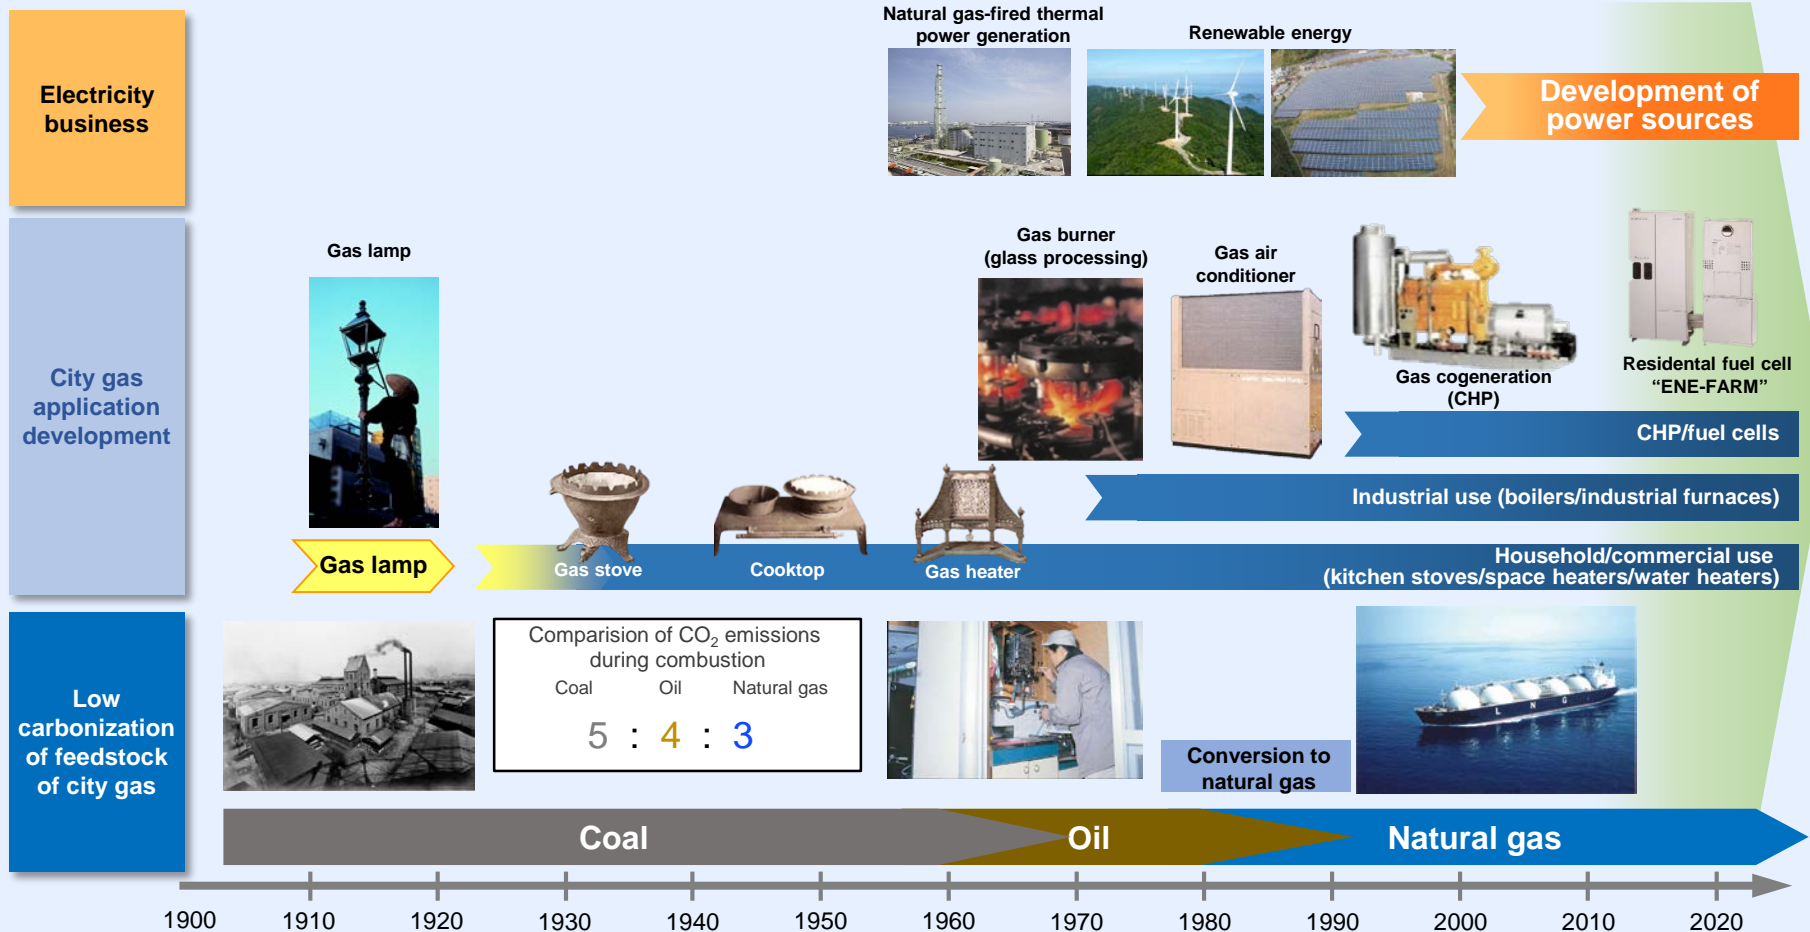 Electricity
business
Natural gas-fired thermal
power generation
Renewable energy
Development of
power sources
City gas
application
development
Gas lamp
Gas burner
(glass processing)
Gas air
conditioner
Gas cogeneration
(CHP)
Residental fuel cell
“ENE-FARM”
CHP/fuel cells
Industrial use (boilers/industrial furnaces)
Gas lamp
Gas stove
Cooktop
Gas heater
Household/commercial use
(kitchen stoves/space heaters/water heaters)
Low
carbonization
of feedstock
of city gas
Comparision of CO₂ emissions
during combustion
Coal Oil Natural gas
5 : 4 : 3
Conversion to
natural gas
L N G
Coal Oil Natural gas
1900 1910 1920 1930 1940 1950 1960 1970 1980 1990 2000 2010 2020